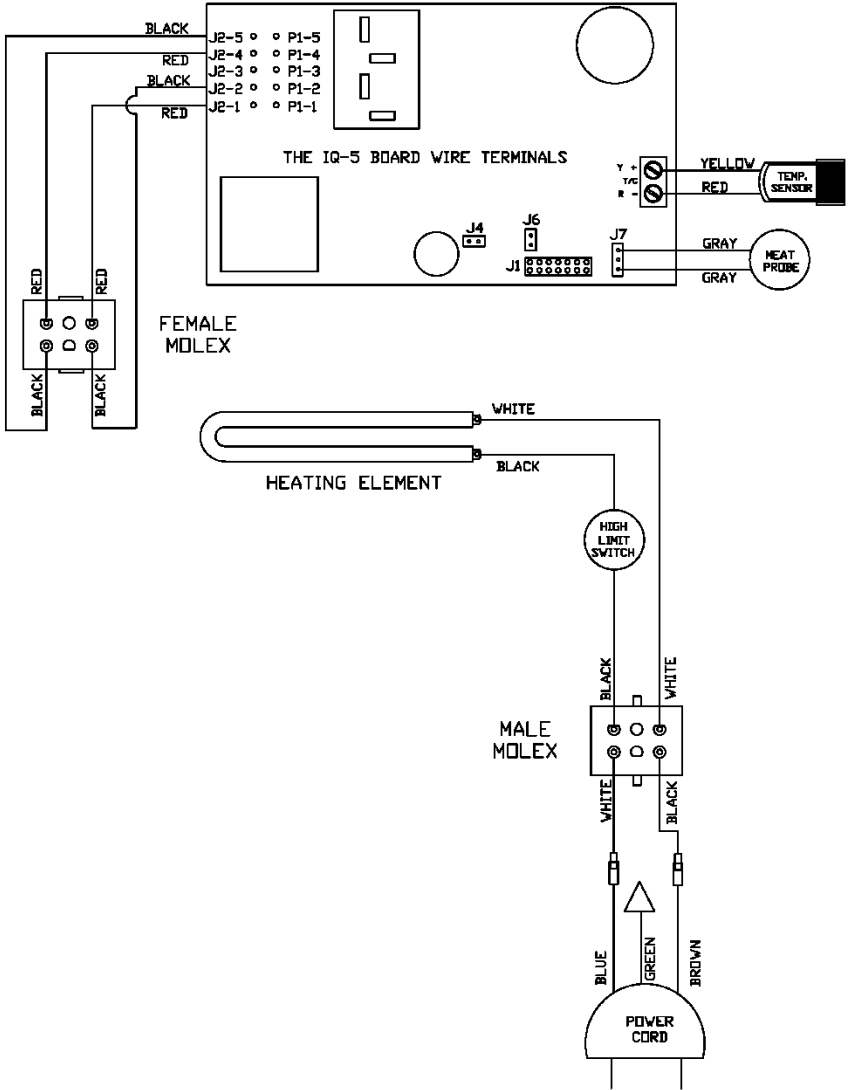 BLACK
J2-5 P1-5
J2-4 P1-4
RED
J2-3 P1-3
BLACK
J2-2 P1-2
J2-1 P1-1
RED
THE IQ-5 BOARD WIRE TERMINALS
Y +
T/C
R -
YELLOW
RED
TEMP.
SENSOR
J4
J6
J1
J7
GRAY
GRAY
MEAT
PROBE
RED
RED
BLACK
BLACK
FEMALE
MOLEX
WHITE
BLACK
HEATING ELEMENT
HIGH
LIMIT
SWITCH
BLACK
WHITE
MALE
MOLEX
WHITE
BLACK
BLUE
GREEN
BROWN
POWER
CORD